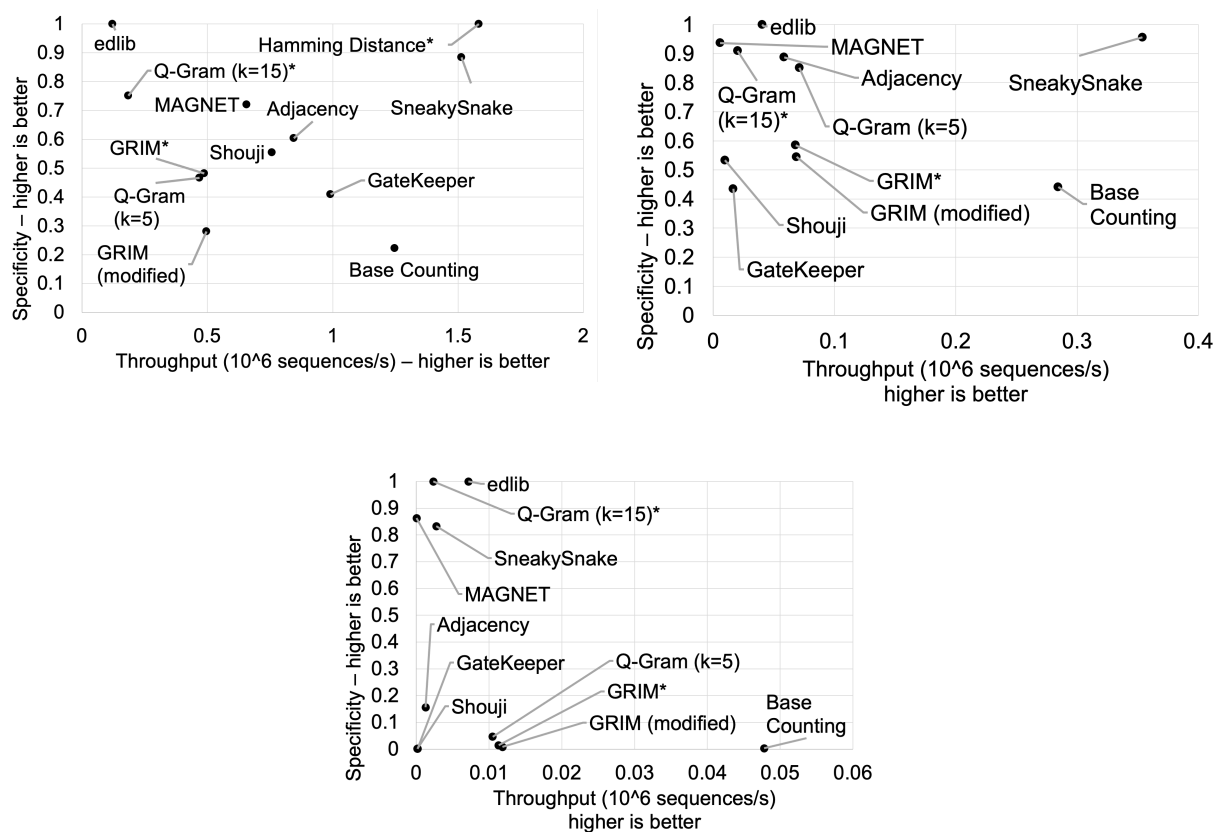 Specificity – higher is better
1
0.9
0.8
0.7
0.6
0.5
0.4
0.3
0.2
0.1
0
edlib
Hamming Distance*
Q-Gram (k=15)*
MAGNET
Adjacency
SneakySnake
GRIM*
Shouji
Q-Gram
(k=5)
GateKeeper
GRIM
(modified)
Base Counting
0 0.5 1 1.5 2
Throughput (10^6 sequences/s) – higher is better
Specificity – higher is better
1
0.9
0.8
0.7
0.6
0.5
0.4
0.3
0.2
0.1
0
edlib
MAGNET
Adjacency
SneakySnake
Q-Gram
(k=15)*
Q-Gram (k=5)
GRIM*
GRIM (modified)
Base
Counting
Shouji
GateKeeper
0 0.1 0.2 0.3 0.4
Throughput (10^6 sequences/s)
higher is better
Specificity – higher is better
1
0.9
0.8
0.7
0.6
0.5
0.4
0.3
0.2
0.1
0
edlib
Q-Gram (k=15)*
SneakySnake
MAGNET
Adjacency
GateKeeper
Q-Gram (k=5)
GRIM*
Shouji
GRIM (modified)
Base
Counting
0 0.01 0.02 0.03 0.04 0.05 0.06
Throughput (10^6 sequences/s)
higher is better